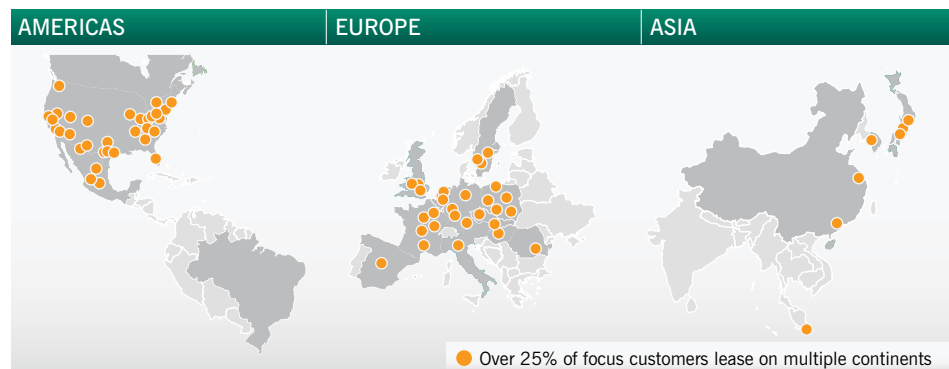 AMERICAS
EUROPE
ASIA
Over 25% of focus customers lease on multiple continents